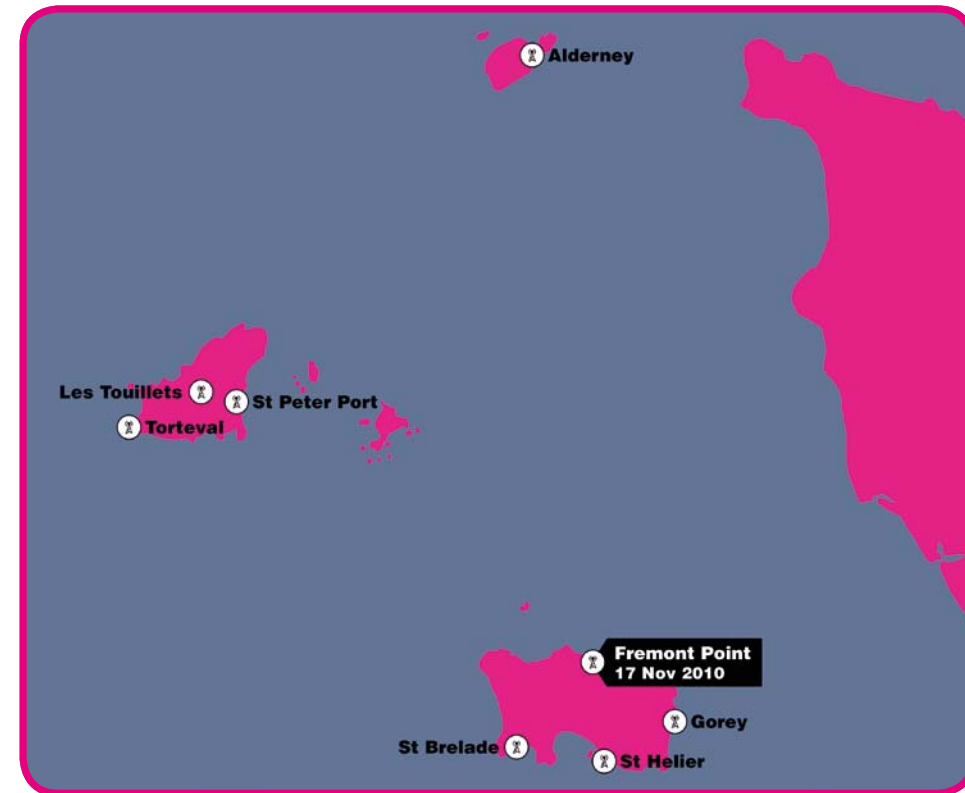 Alderney
Les Touillets
St Peter Port
Torteval
Fremont Point
17 Nov 2010
Gorey
St Brelade
St Helier